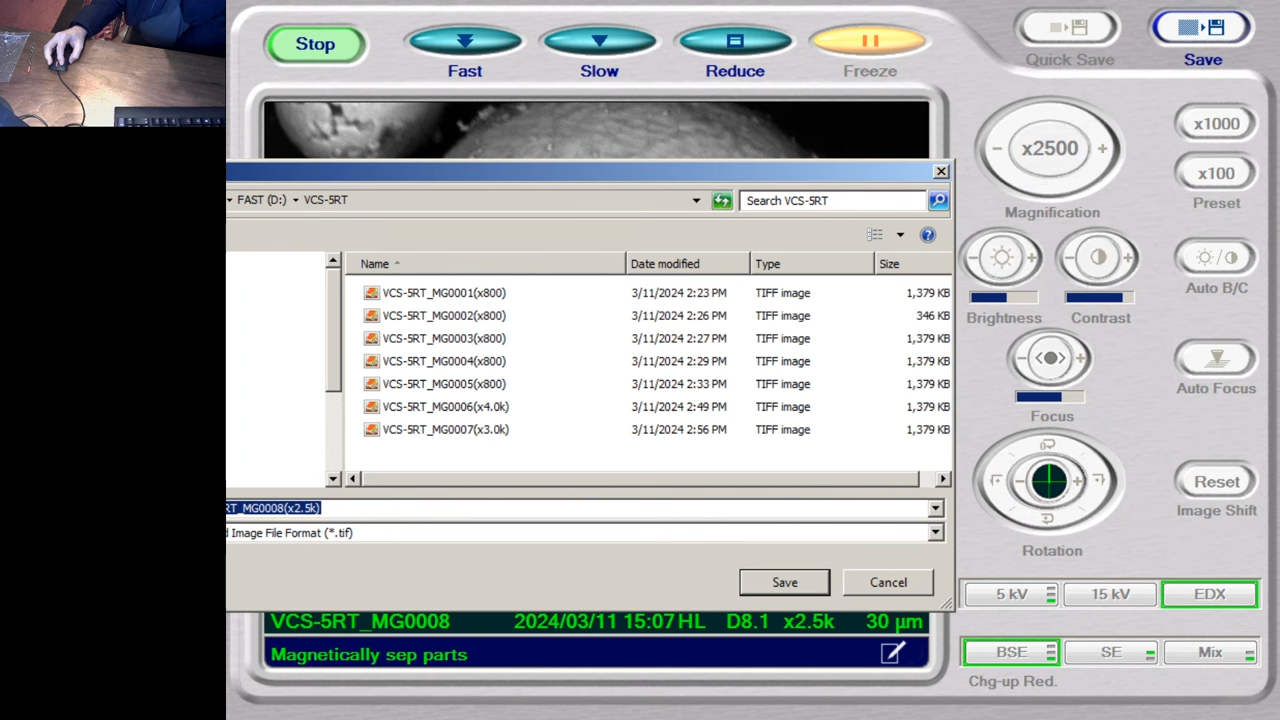 Stop
Fast
Slow
Reduce
Freeze
Quick Save
Save
x2500
Magnification
x1000
x100
Preset
FAST (D:) VCS-5RT
Search VCS-5RT
Name Date modified Type Size
VCS-5RT_MG0001(x800) 3/11/2024 2:23 PM TIFF image 1,379 KB
VCS-5RT_MG0002(x800) 3/11/2024 2:26 PM TIFF image 346 KB
VCS-5RT_MG0003(x800) 3/11/2024 2:27 PM TIFF image 1,379 KB
VCS-5RT_MG0004(x800) 3/11/2024 2:29 PM TIFF image 1,379 KB
VCS-5RT_MG0005(x800) 3/11/2024 2:33 PM TIFF image 1,379 KB
VCS-5RT_MG0006(x4.0k) 3/11/2024 2:49 PM TIFF image 1,379 KB
VCS-5RT_MG0007(x3.0k) 3/11/2024 2:56 PM TIFF image 1,379 KB
RT_MG0008(x2.5k)
d Image File Format (*.tif)
Save
Cancel
Brightness
Contrast
Auto B/C
Focus
Auto Focus
Rotation
Reset
Image Shift
5 kV
15 kV
EDX
BSE
SE
Mix
Chg-up Red.
VCS-5RT_MG0008 2024/03/11 15:07 HL D8.1 x2.5k 30 µm
Magnetically sep parts